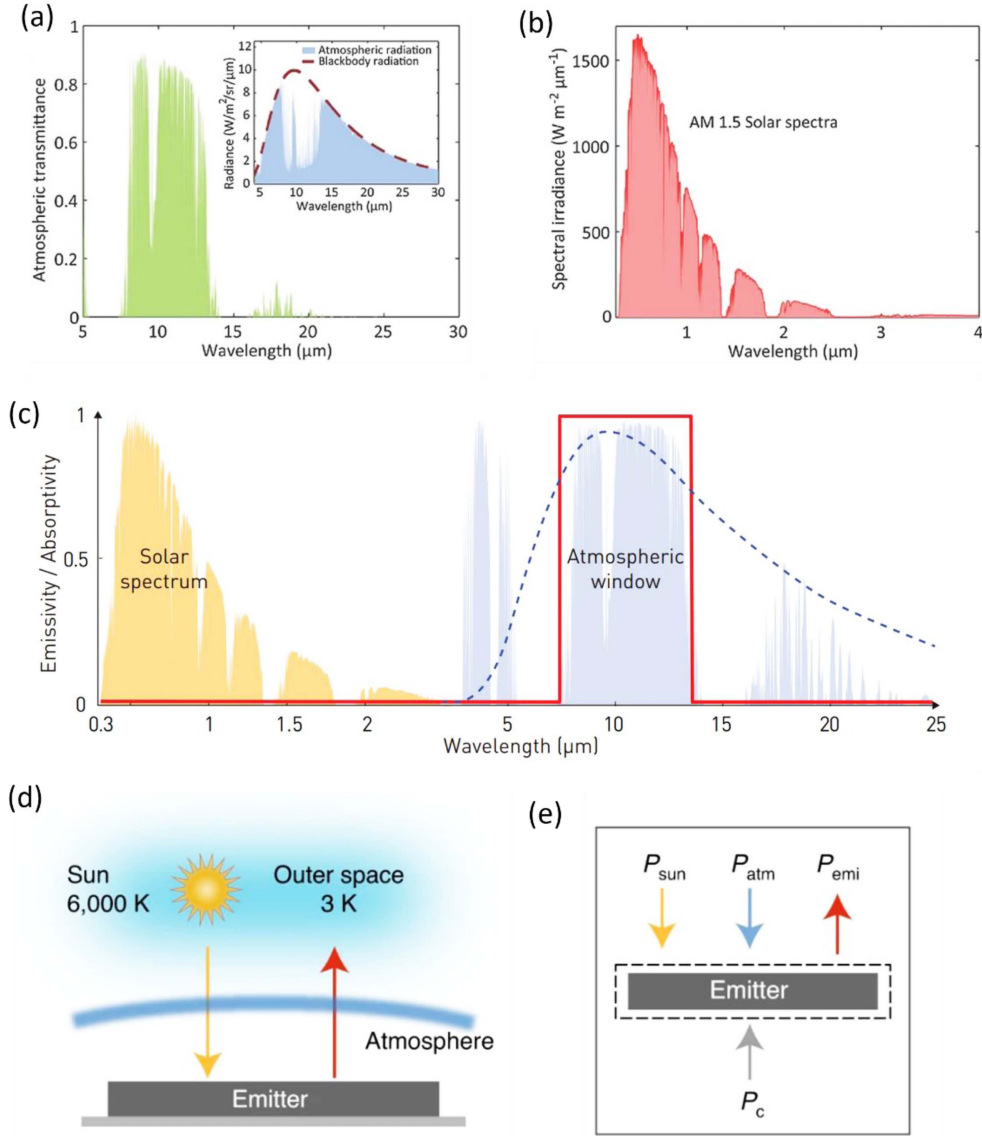 (a)
1
0.8
0.6
0.4
0.2
0
Atmospheric transmittance
5
10
15
20
25
30
Wavelength (µm)
12
10
8
6
4
2
0
Radiance (W/m²/sr/µm)
Atmospheric radiation
Blackbody radiation
5
10
15
20
25
30
Wavelength (µm)
(b)
1500
1000
500
0
Spectral irradiance (W m⁻² µm⁻¹)
AM 1.5 Solar spectra
1
2
3
4
Wavelength (µm)
(c)
1
0.5
0
Emissivity / Absorptivity
Solar
spectrum
Atmospheric
window
0.3
1
1.5
2
5
10
15
20
25
Wavelength (µm)
(d)
Sun
6,000 K
Outer space
3 K
Atmosphere
Emitter
(e)
Psun
Patm
Pemi
Emitter
Pc